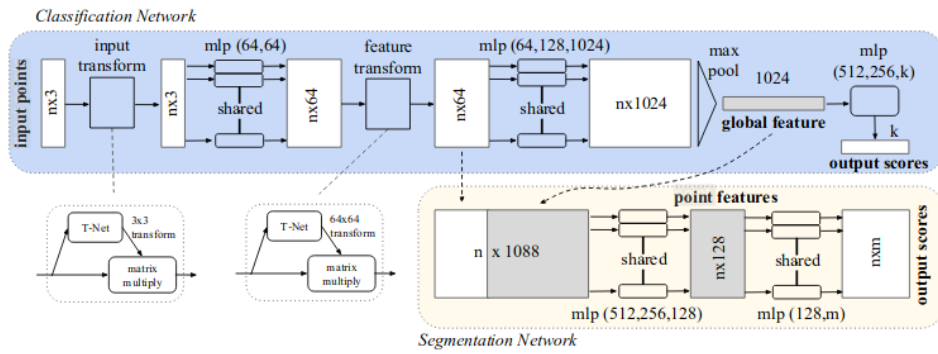 Classification Network
input points
nx3
input
transform
nx3
mlp (64,64)
shared
nx64
feature
transform
nx64
mlp (64,128,1024)
shared
nx1024
max
pool
1024
global feature
mlp
(512,256,k)
k
output scores
T-Net
3x3
transform
matrix
multiply
T-Net
64x64
transform
matrix
multiply
point features
n x 1088
shared
mlp (512,256,128)
nx128
shared
mlp (128,m)
nxm
output scores
Segmentation Network